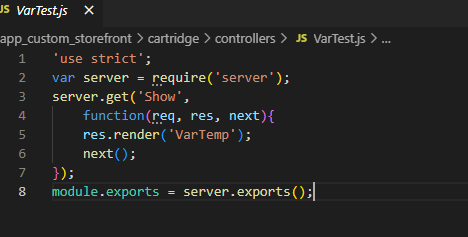 JS VarTest.js ×
app_custom_storefront > cartridge > controllers > JS VarTest.js > ...
1 'use strict';
2 var server = require('server');
3 server.get('Show',
4 function(req, res, next){
5 res.render('VarTemp');
6 next();
7 });
8 module.exports = server.exports();